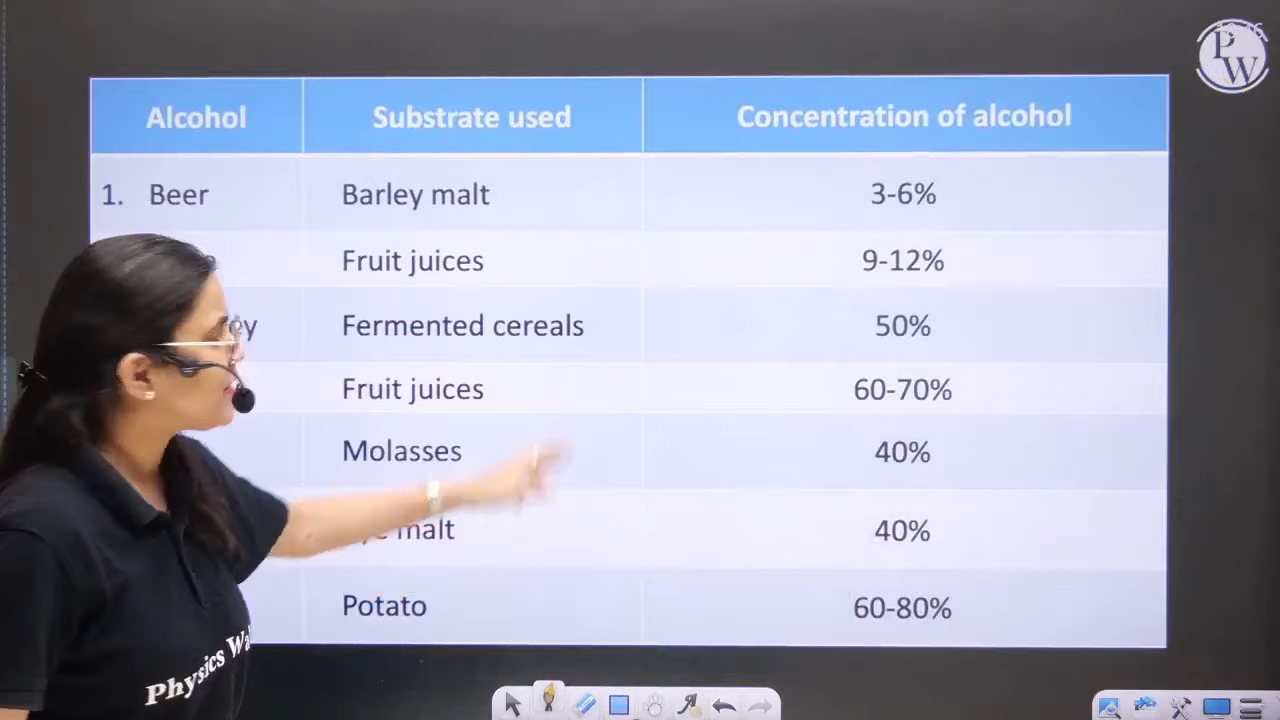 PW
Alcohol Substrate used Concentration of alcohol
1. Beer Barley malt 3-6%
Fruit juices 9-12%
Fermented cereals 50%
Fruit juices 60-70%
Molasses 40%
malt 40%
Potato 60-80%
Physics